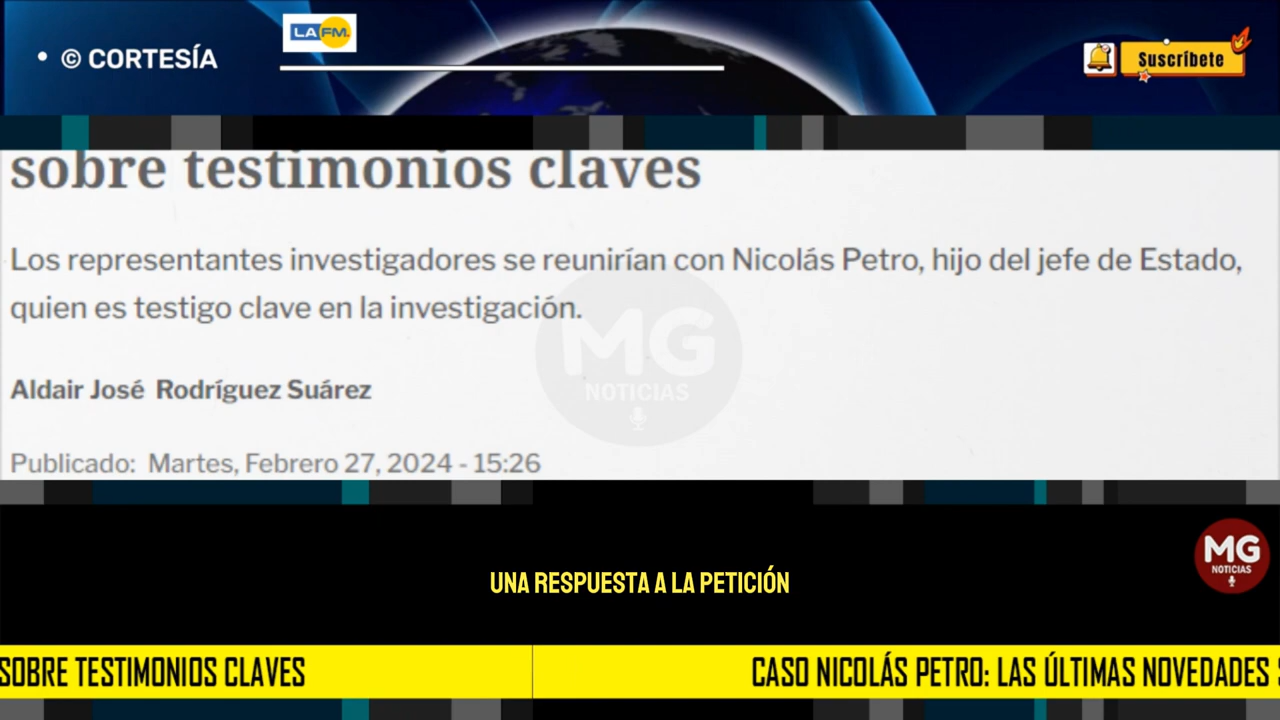 • © CORTESÍA
LA FM.
Suscríbete
sobre testimonios claves
Los representantes investigadores se reunirían con Nicolás Petro, hijo del jefe de Estado,
quien es testigo clave en la investigación.
MG
NOTICIAS
Aldair José Rodríguez Suárez
Publicado: Martes, Febrero 27, 2024 - 15:26
MG
NOTICIAS
UNA RESPUESTA A LA PETICIÓN
SOBRE TESTIMONIOS CLAVES
CASO NICOLÁS PETRO: LAS ÚLTIMAS NOVEDADES